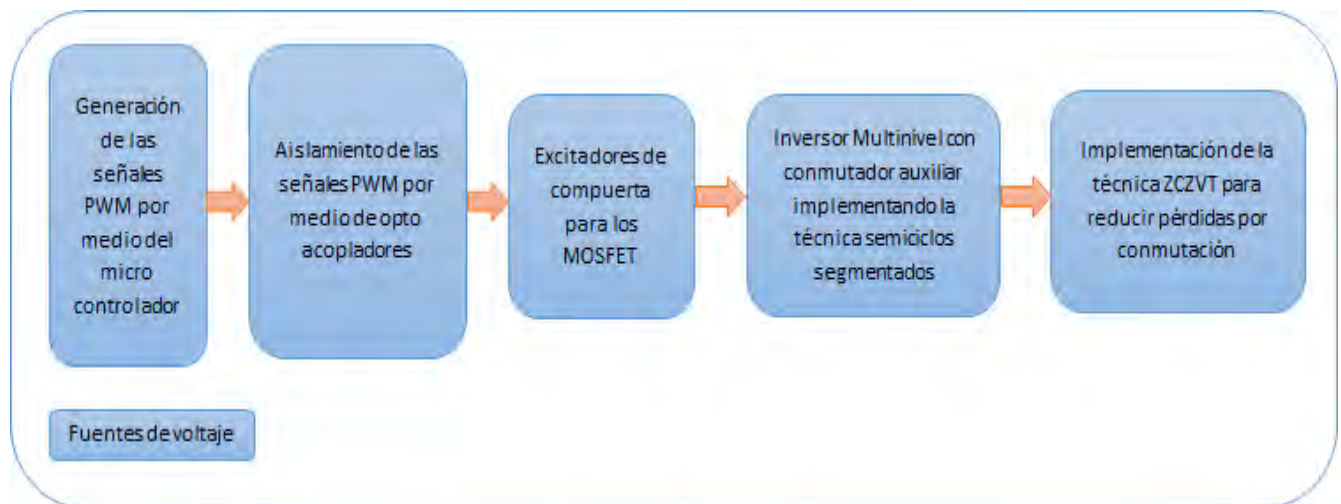 Generación
de las
señales
PWM por
medio del
micro
controlador
Aislamiento de las
señales PWM por
medio de opto
acopladores
Excitadores de
compuerta
para los
MOSFET
Inversor Multinivel con
conmutador auxiliar
implementando la
técnica semiciclos
segmentados
Implementación de la
técnica ZCZVT para
reducir pérdidas por
conmutación
Fuentes de voltaje